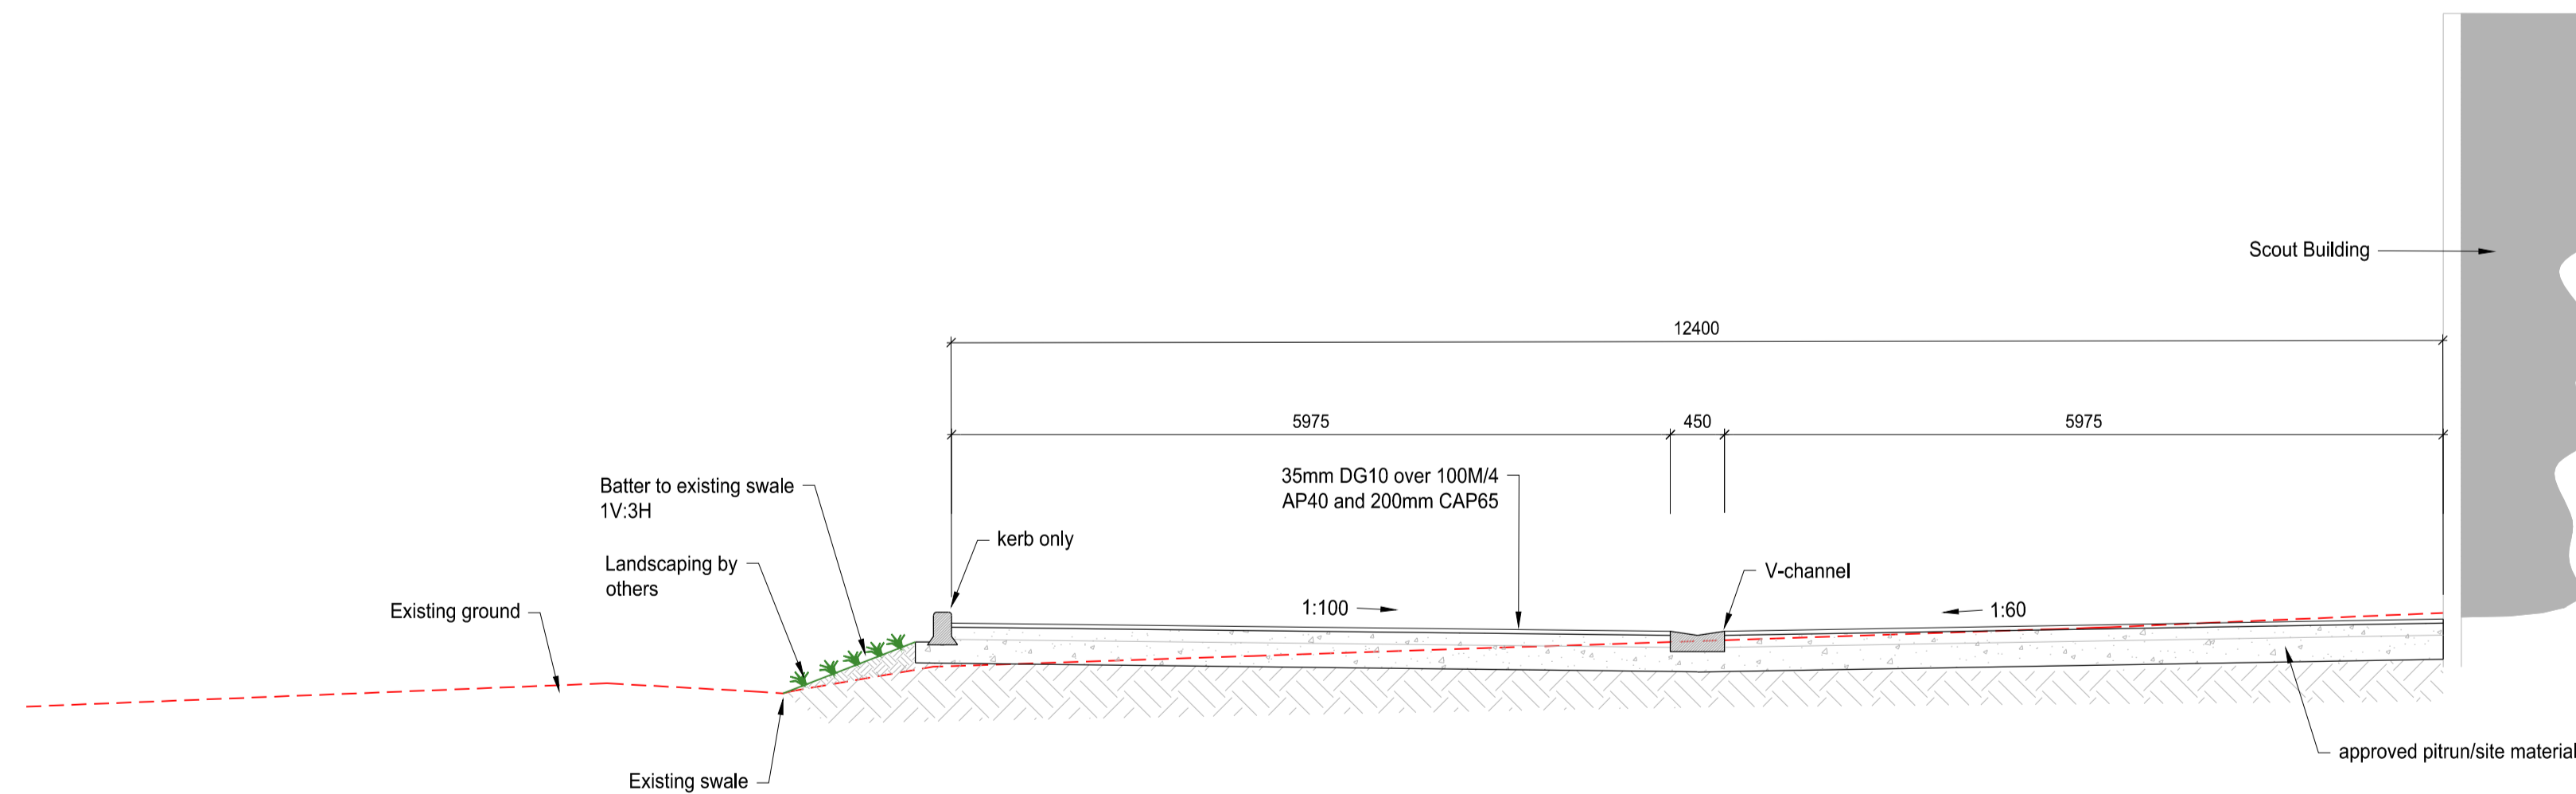 Scout Building
12400
5975
450
5975
35mm DG10 over 100M/4
AP40 and 200mm CAP65
Batter to existing swale
1V:3H
kerb only
Landscaping by
others
V-channel
Existing ground
1:100
1:60
approved pitrun/site material
Existing swale